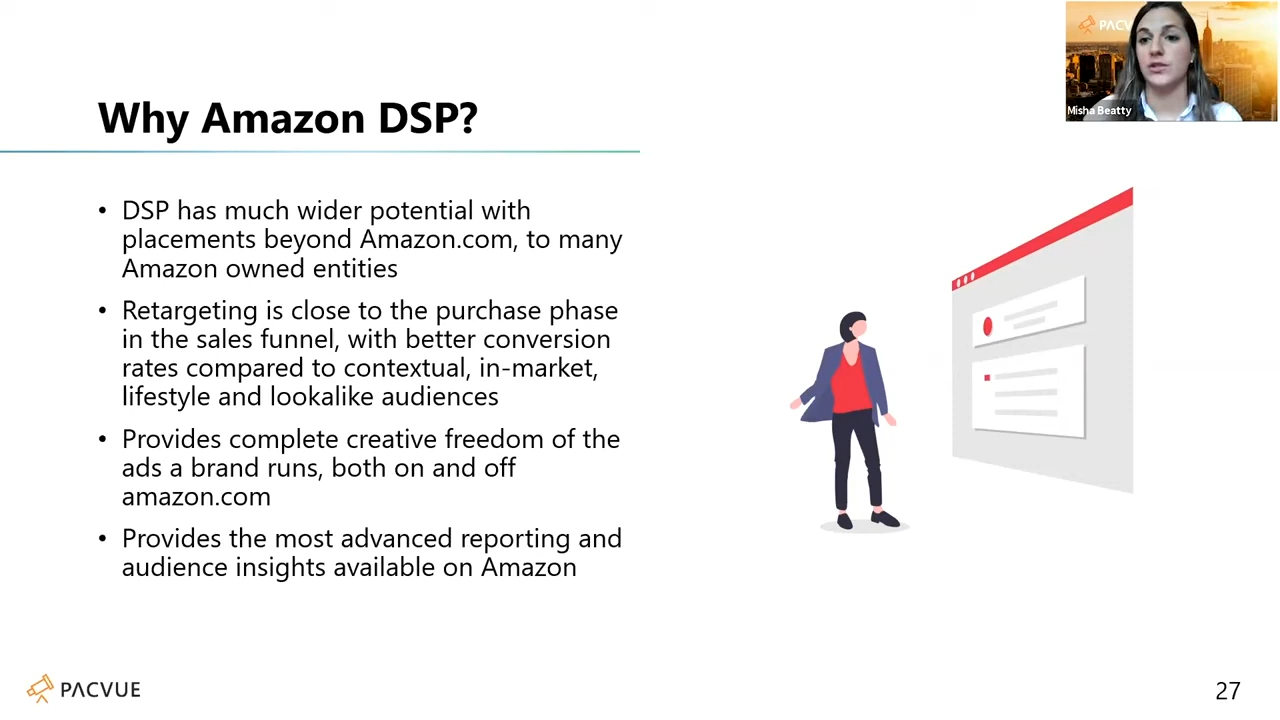 PACV
Misha Beatty
Why Amazon DSP?
• DSP has much wider potential with
placements beyond Amazon.com, to many
Amazon owned entities
• Retargeting is close to the purchase phase
in the sales funnel, with better conversion
rates compared to contextual, in-market,
lifestyle and lookalike audiences
• Provides complete creative freedom of the
ads a brand runs, both on and off
amazon.com
• Provides the most advanced reporting and
audience insights available on Amazon
PACVUE
27